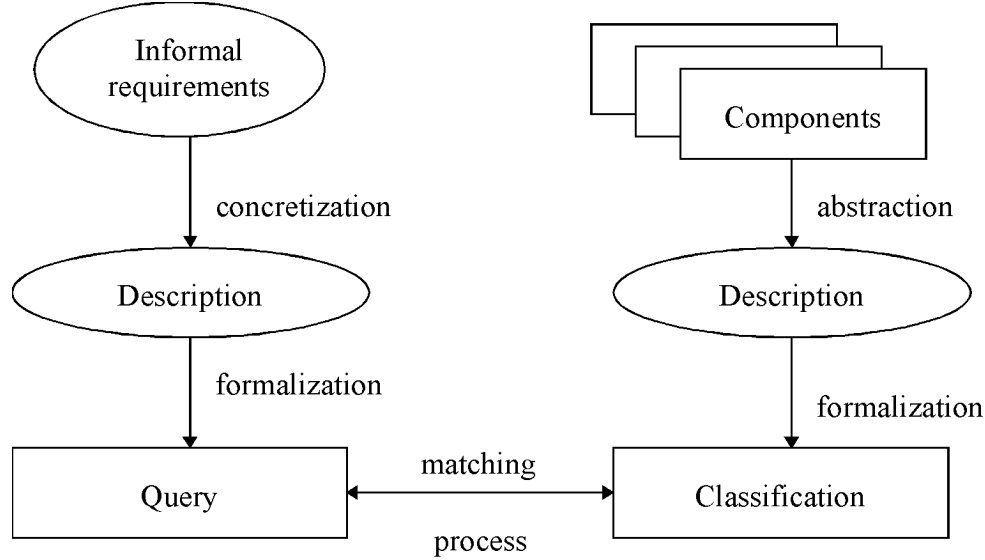 Informal
requirements
Components
concretization
abstraction
Description
Description
formalization
formalization
matching
Query
Classification
process